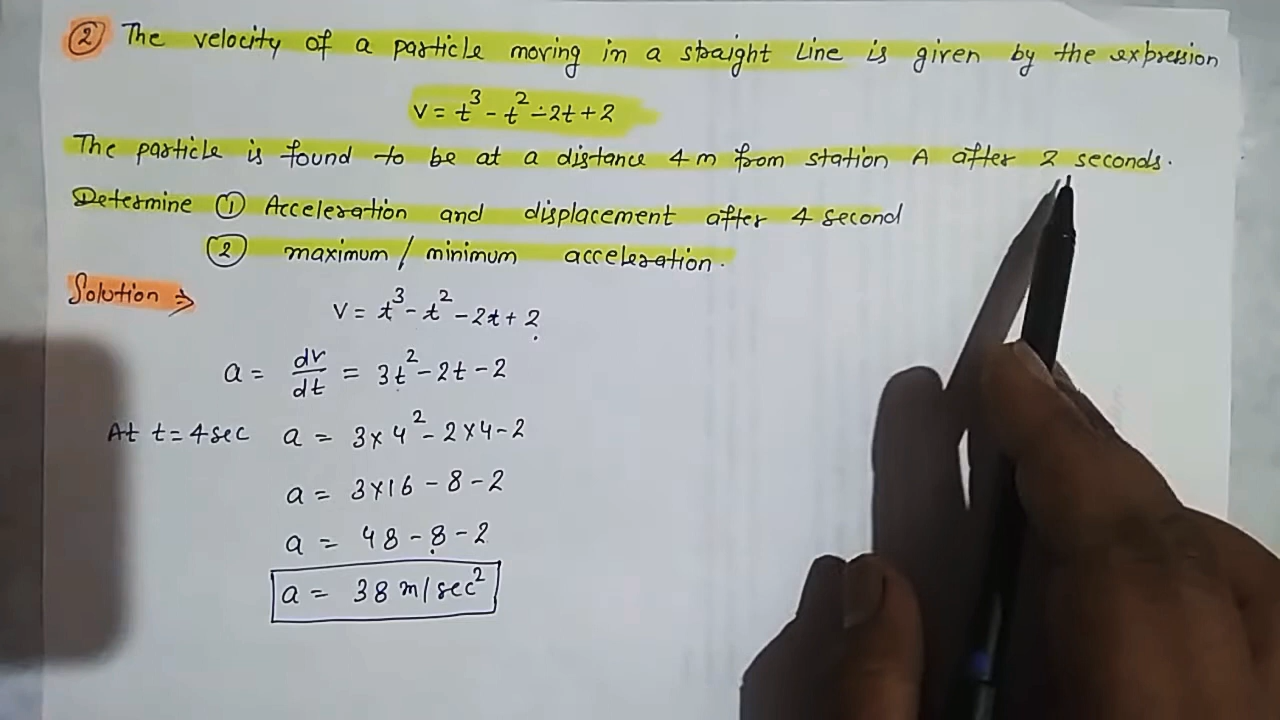 ② The velocity of a particle moving in a straight Line is given by the expression
v = t³ - t² - 2t + 2
The particle is found to be at a distance 4 m from station A after 2 seconds.
Determine ① Acceleration and displacement after 4 second
② maximum / minimum acceleration.
Solution ⇒
v = t³ - t² - 2t + 2
a = dv/dt = 3t² - 2t - 2
At t = 4 sec a = 3 × 4² - 2 × 4 - 2
a = 3 × 16 - 8 - 2
a = 48 - 8 - 2
a = 38 m/sec²